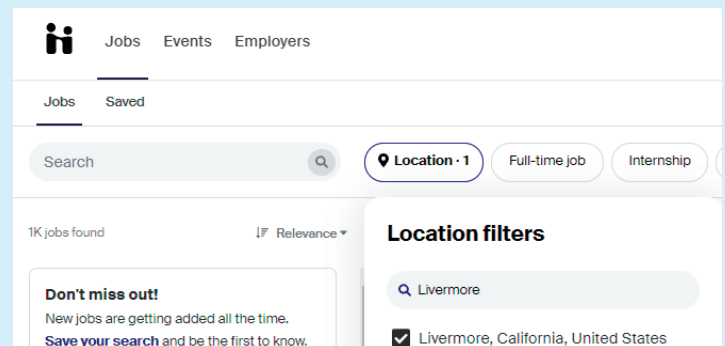 Jobs Events Employers
Jobs Saved
Search
Location · 1 Full-time job Internship
1K jobs found
Relevance
Location filters
Livermore
Livermore, California, United States
Don't miss out!
New jobs are getting added all the time.
Save your search and be the first to know.